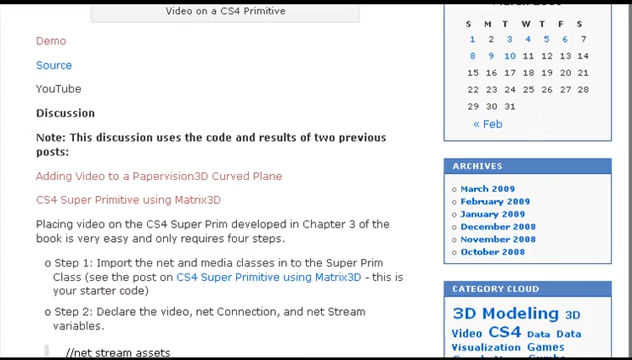 Video on a CS4 Primitive
Demo
Source
YouTube
Discussion
Note: This discussion uses the code and results of two previous
posts:
Adding Video to a Papervision3D Curved Plane
CS4 Super Primitive using Matrix3D
Placing video on the CS4 Super Prim developed in Chapter 3 of the
book is very easy and only requires four steps.
o Step 1: Import the net and media classes in to the Super Prim
Class (see the post on CS4 Super Primitive using Matrix3D - this is
your starter code)
o Step 2: Declare the video, net Connection, and net Stream
variables.
//net stream assets
S M T W T F S
1 2 3 4 5 6 7
8 9 10 11 12 13 14
15 16 17 18 19 20 21
22 23 24 25 26 27 28
29 30 31
« Feb
ARCHIVES
o March 2009
o February 2009
o January 2009
o December 2008
o November 2008
o October 2008
CATEGORY CLOUD
3D Modeling 3D
Video CS4 Data Data
Visualization Games